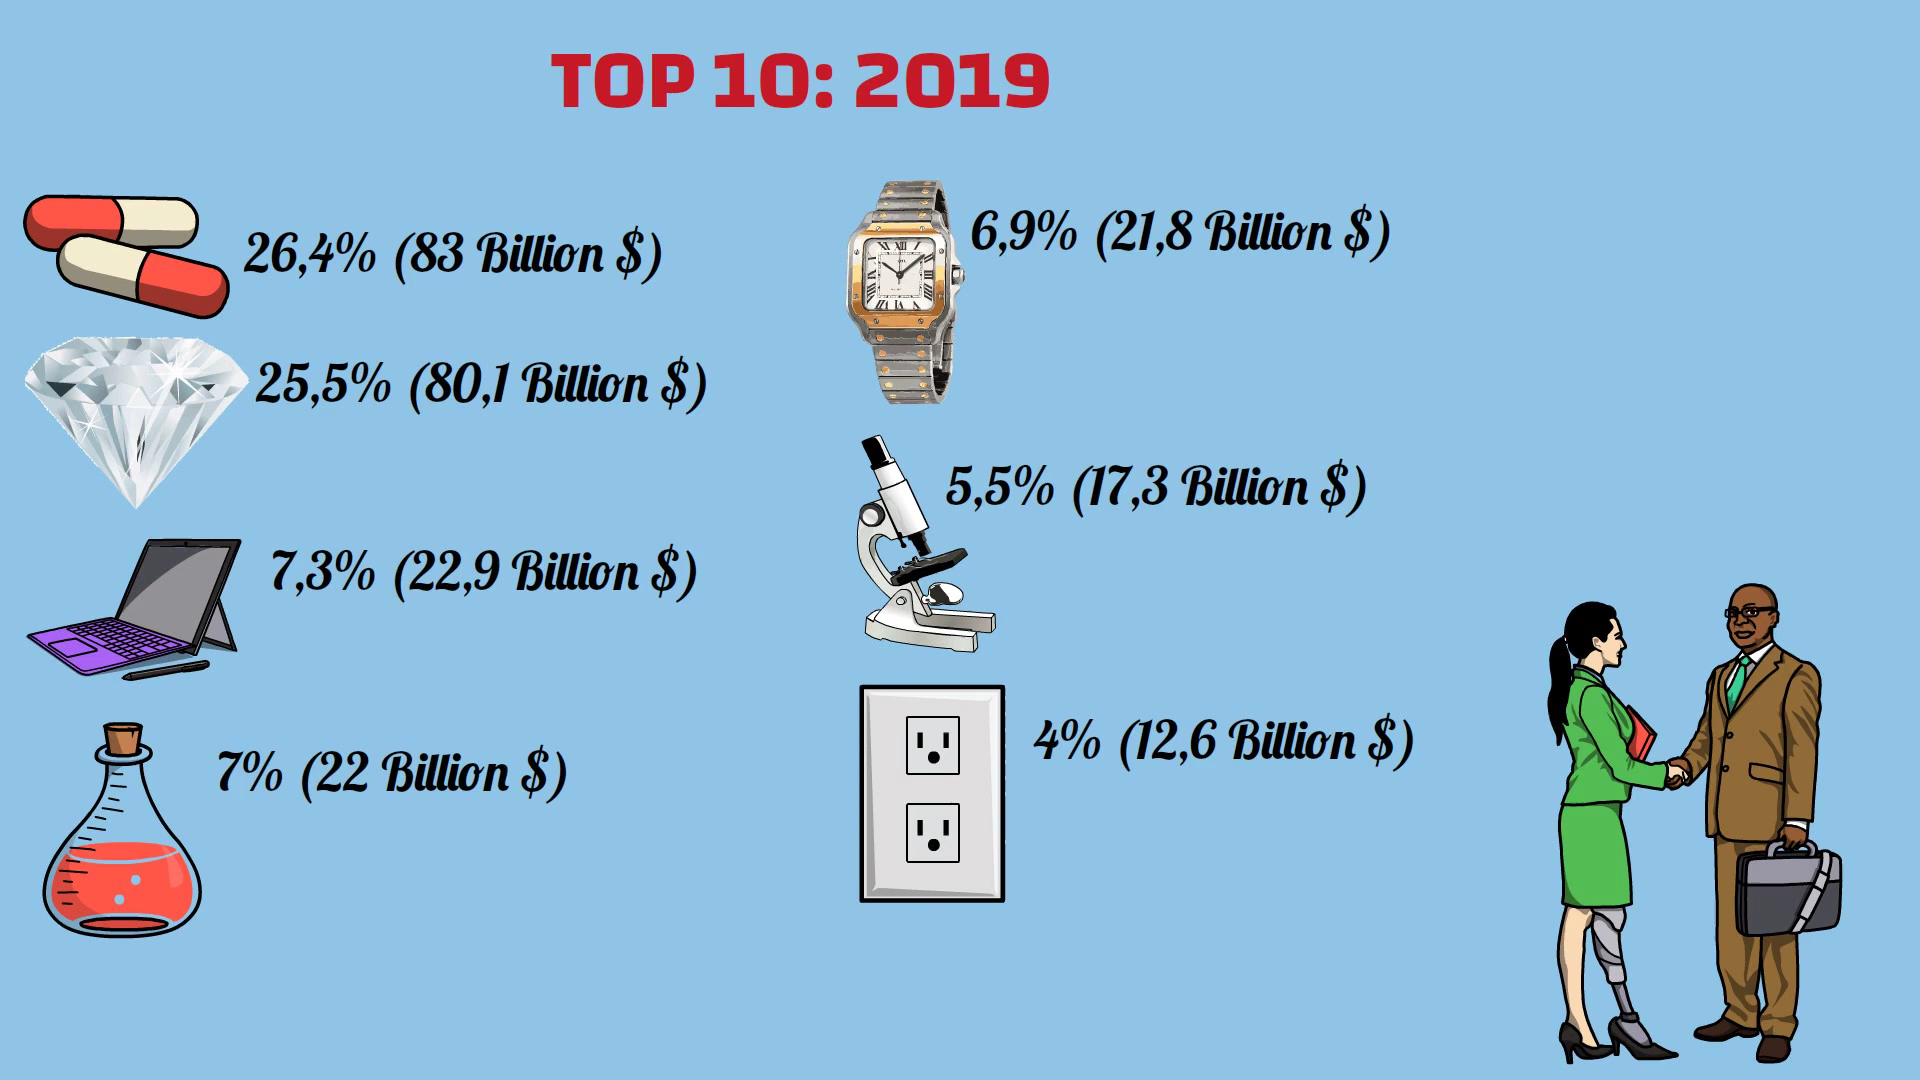 TOP 10: 2019
26,4% (83 Billion $)
25,5% (80,1 Billion $)
7,3% (22,9 Billion $)
7% (22 Billion $)
6,9% (21,8 Billion $)
5,5% (17,3 Billion $)
4% (12,6 Billion $)